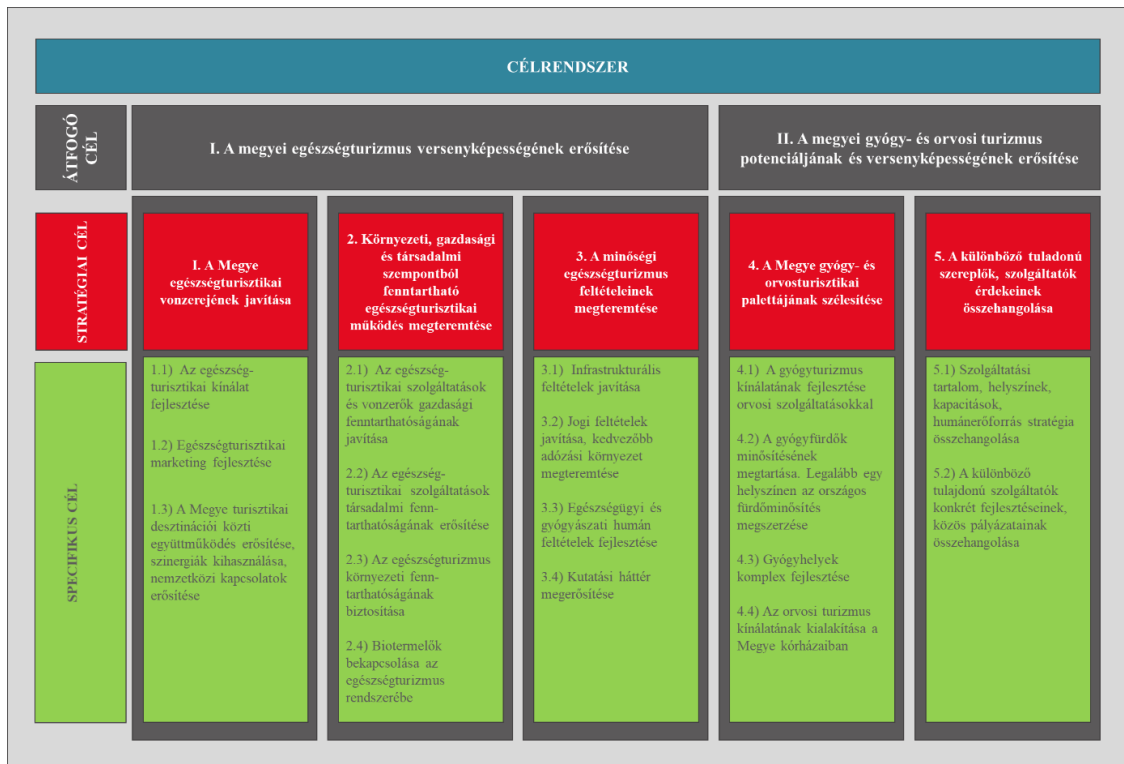 CÉLRENDSZER
ÁTFOGÓ
CÉL
I. A megyei egészségturizmus versenyképességének erősítése
II. A megyei gyógy- és orvosi turizmus
potenciáljának és versenyképességének erősítése
STRATÉGIAI CÉL
I. A Megye
egészségturisztikai
vonzerejének javítása
2. Környezeti, gazdasági
és társadalmi
szempontból
fenntartható
egészségturisztikai
működés megteremtése
3. A minőségi
egészségturizmus
feltételeinek
megteremtése
4. A Megye gyógy- és
orvosturisztikai
palettájának szélesítése
5. A különböző tuladonú
szereplők, szolgáltatók
érdekeinek
összehangolása
SPECIFIKUS CÉL
1.1) Az egészség-
turisztikai kínálat
fejlesztése
1.2) Egészségturisztikai
marketing fejlesztése
1.3) A Megye turisztikai
desztinációi közti
együttműködés erősítése,
szinergiák kihasználása,
nemzetközi kapcsolatok
erősítése
2.1) Az egészség-
turisztikai szolgáltatások
és vonzerők gazdasági
fenntarthatóságának
javítása
2.2) Az egészség-
turisztikai szolgáltatások
társadalmi fenn-
tarthatóságának erősítése
2.3) Az egészségturizmus
környezeti fenn-
tarthatóságának
biztosítása
2.4) Biotermelők
bekapcsolása az
egészségturizmus
rendszerébe
3.1) Infrastrukturális
feltételek javítása
3.2) Jogi feltételek
javítása, kedvezőbb
adózási környezet
megteremtése
3.3) Egészségügyi és
gyógyászati humán
feltételek fejlesztése
3.4) Kutatási háttér
megerősítése
4.1) A gyógyturizmus
kínálatának fejlesztése
orvosi szolgáltatásokkal
4.2) A gyógyfürdők
minősítésének
megtartása. Legalább egy
helyszínen az országos
fürdőminősítés
megszerzése
4.3) Gyógyhelyek
komplex fejlesztése
4.4) Az orvosi turizmus
kínálatának kialakítása a
Megye kórházaiban
5.1) Szolgáltatási
tartalom, helyszínek,
kapacitások,
humánerőforrás stratégia
összehangolása
5.2) A különböző
tulajdonú szolgáltatók
konkrét fejlesztéseinek,
közös pályázatainak
összehangolása